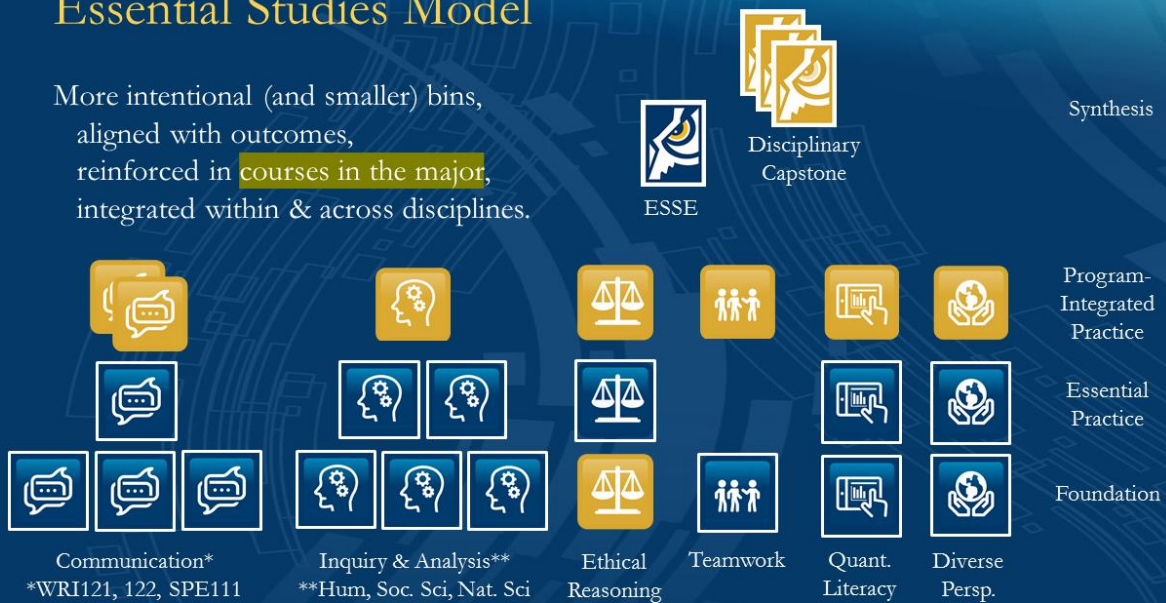 Essential Studies Model
More intentional (and smaller) bins,
aligned with outcomes,
reinforced in courses in the major,
integrated within & across disciplines.
ESSE
Disciplinary
Capstone
Synthesis
Program-
Integrated
Practice
Essential
Practice
Foundation
Communication*
*WRI121, 122, SPE111
Inquiry & Analysis**
**Hum, Soc. Sci, Nat. Sci
Ethical
Reasoning
Teamwork
Quant.
Literacy
Diverse
Persp.